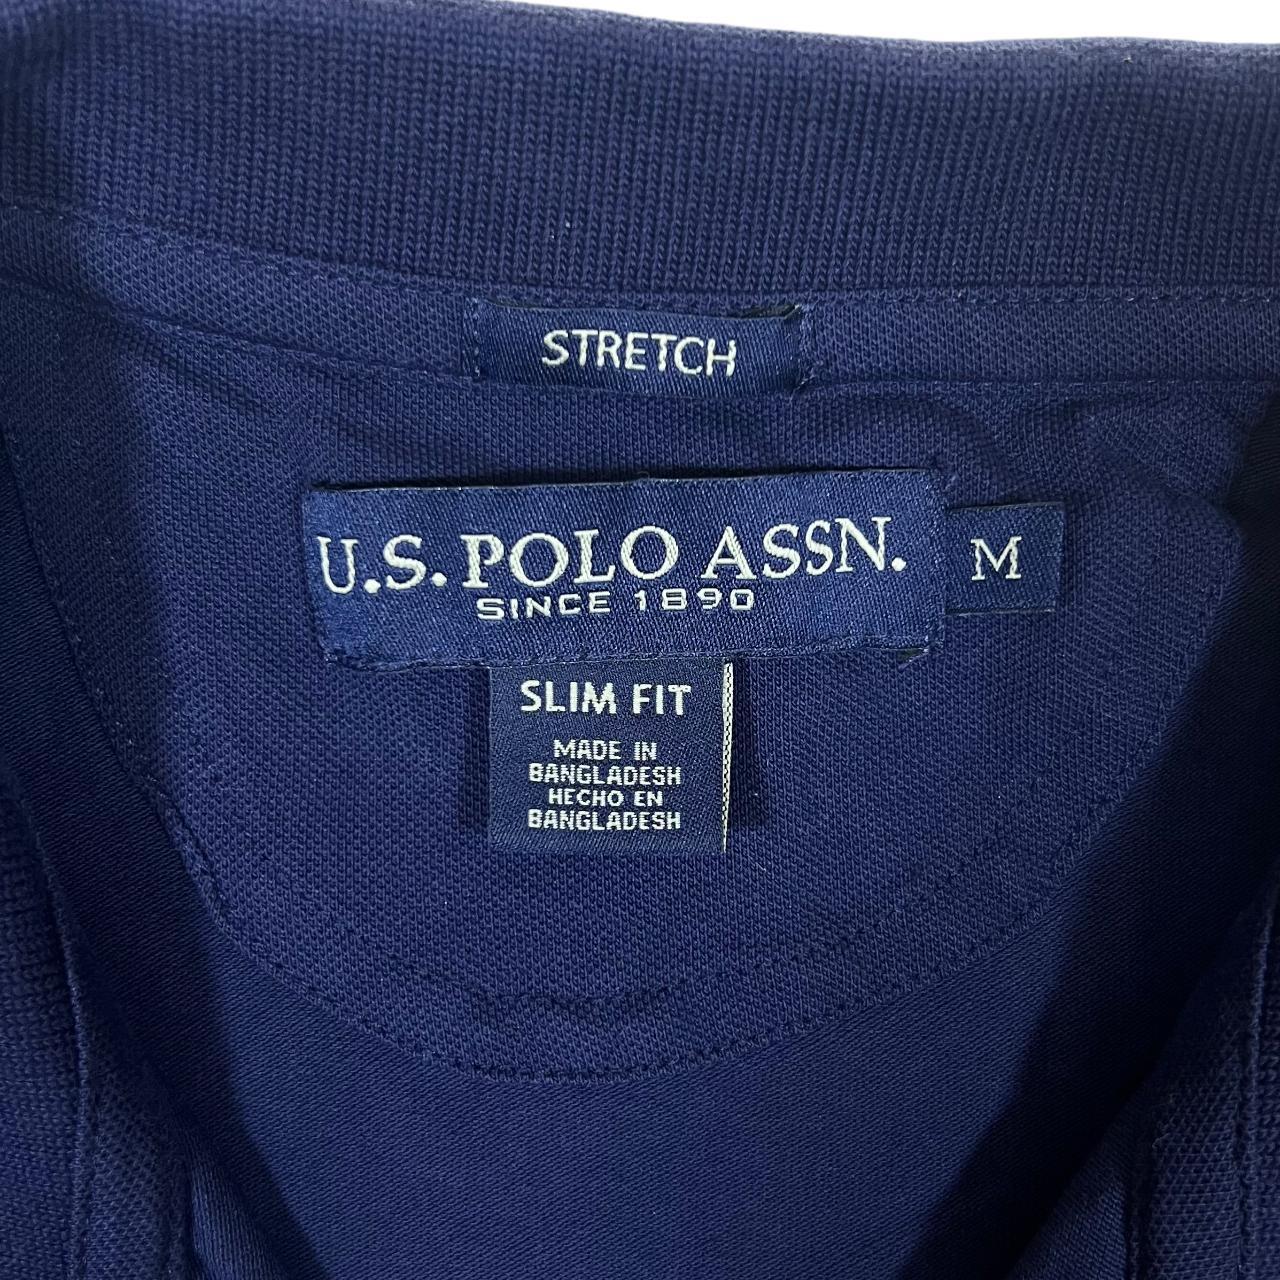 STRETCH
U.S. POLO ASSN.
SINCE 1890
M
SLIM FIT
MADE IN
BANGLADESH
HECHO EN
BANGLADESH